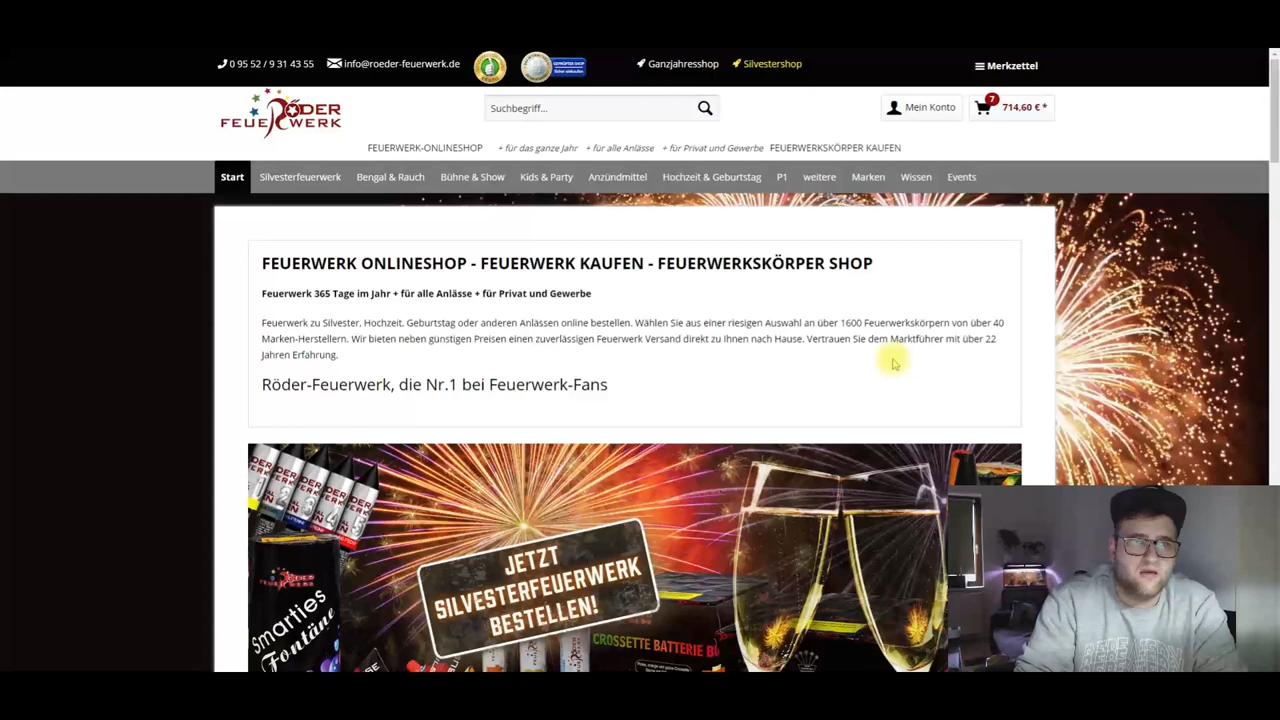 0 95 52 / 9 31 43 55 info@roeder-feuerwerk.de Ganzjahresshop Silvestershop Merkzettel
RÖDER
FEUERWERK
Suchbegriff...
Mein Konto
7
714,60 € *
FEUERWERK-ONLINESHOP + für das ganze Jahr + für alle Anlässe + für Privat und Gewerbe FEUERWERKSKÖRPER KAUFEN
Start Silvesterfeuerwerk Bengal & Rauch Bühne & Show Kids & Party Anzündmittel Hochzeit & Geburtstag P1 weitere Marken Wissen Events
FEUERWERK ONLINESHOP - FEUERWERK KAUFEN - FEUERWERKSKÖRPER SHOP
Feuerwerk 365 Tage im Jahr + für alle Anlässe + für Privat und Gewerbe
Feuerwerk zu Silvester, Hochzeit, Geburtstag oder anderen Anlässen online bestellen. Wählen Sie aus einer riesigen Auswahl an über 1600 Feuerwerkskörpern von über 40
Marken-Herstellern. Wir bieten neben günstigen Preisen einen zuverlässigen Feuerwerk Versand direkt zu Ihnen nach Hause. Vertrauen Sie dem Marktführer mit über 22
Jahren Erfahrung.
Röder-Feuerwerk, die Nr.1 bei Feuerwerk-Fans
JETZT
SILVESTERFEUERWERK
BESTELLEN!
Smarties
Fontäne
CROSSETTE BATTERIE